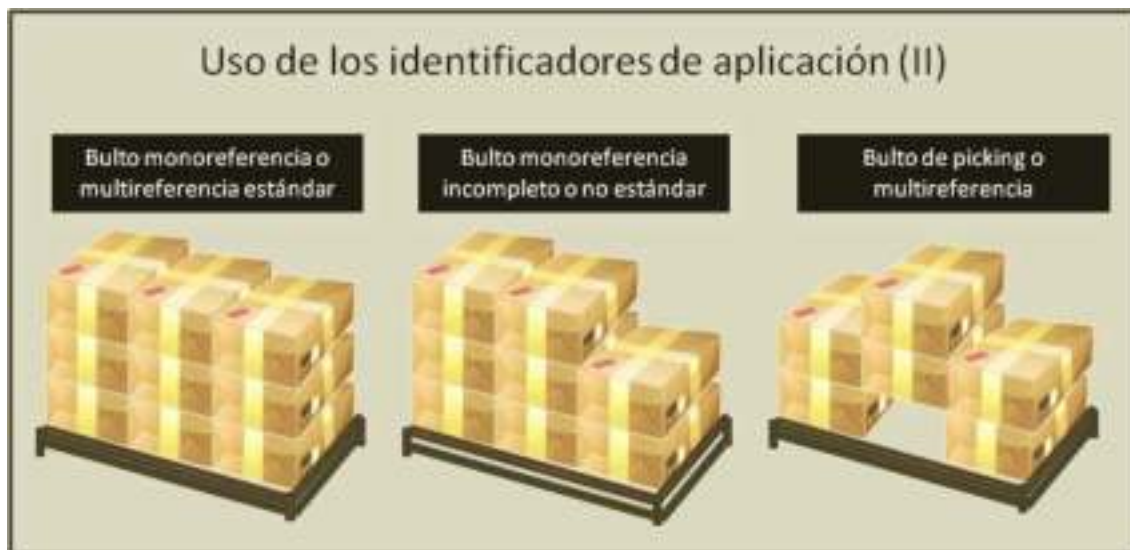 Uso de los identificadores de aplicación (II)
Bulto monoreferencia o
multireferencia estándar
Bulto monoreferencia
incompleto o no estándar
Bulto de picking o
multireferencia